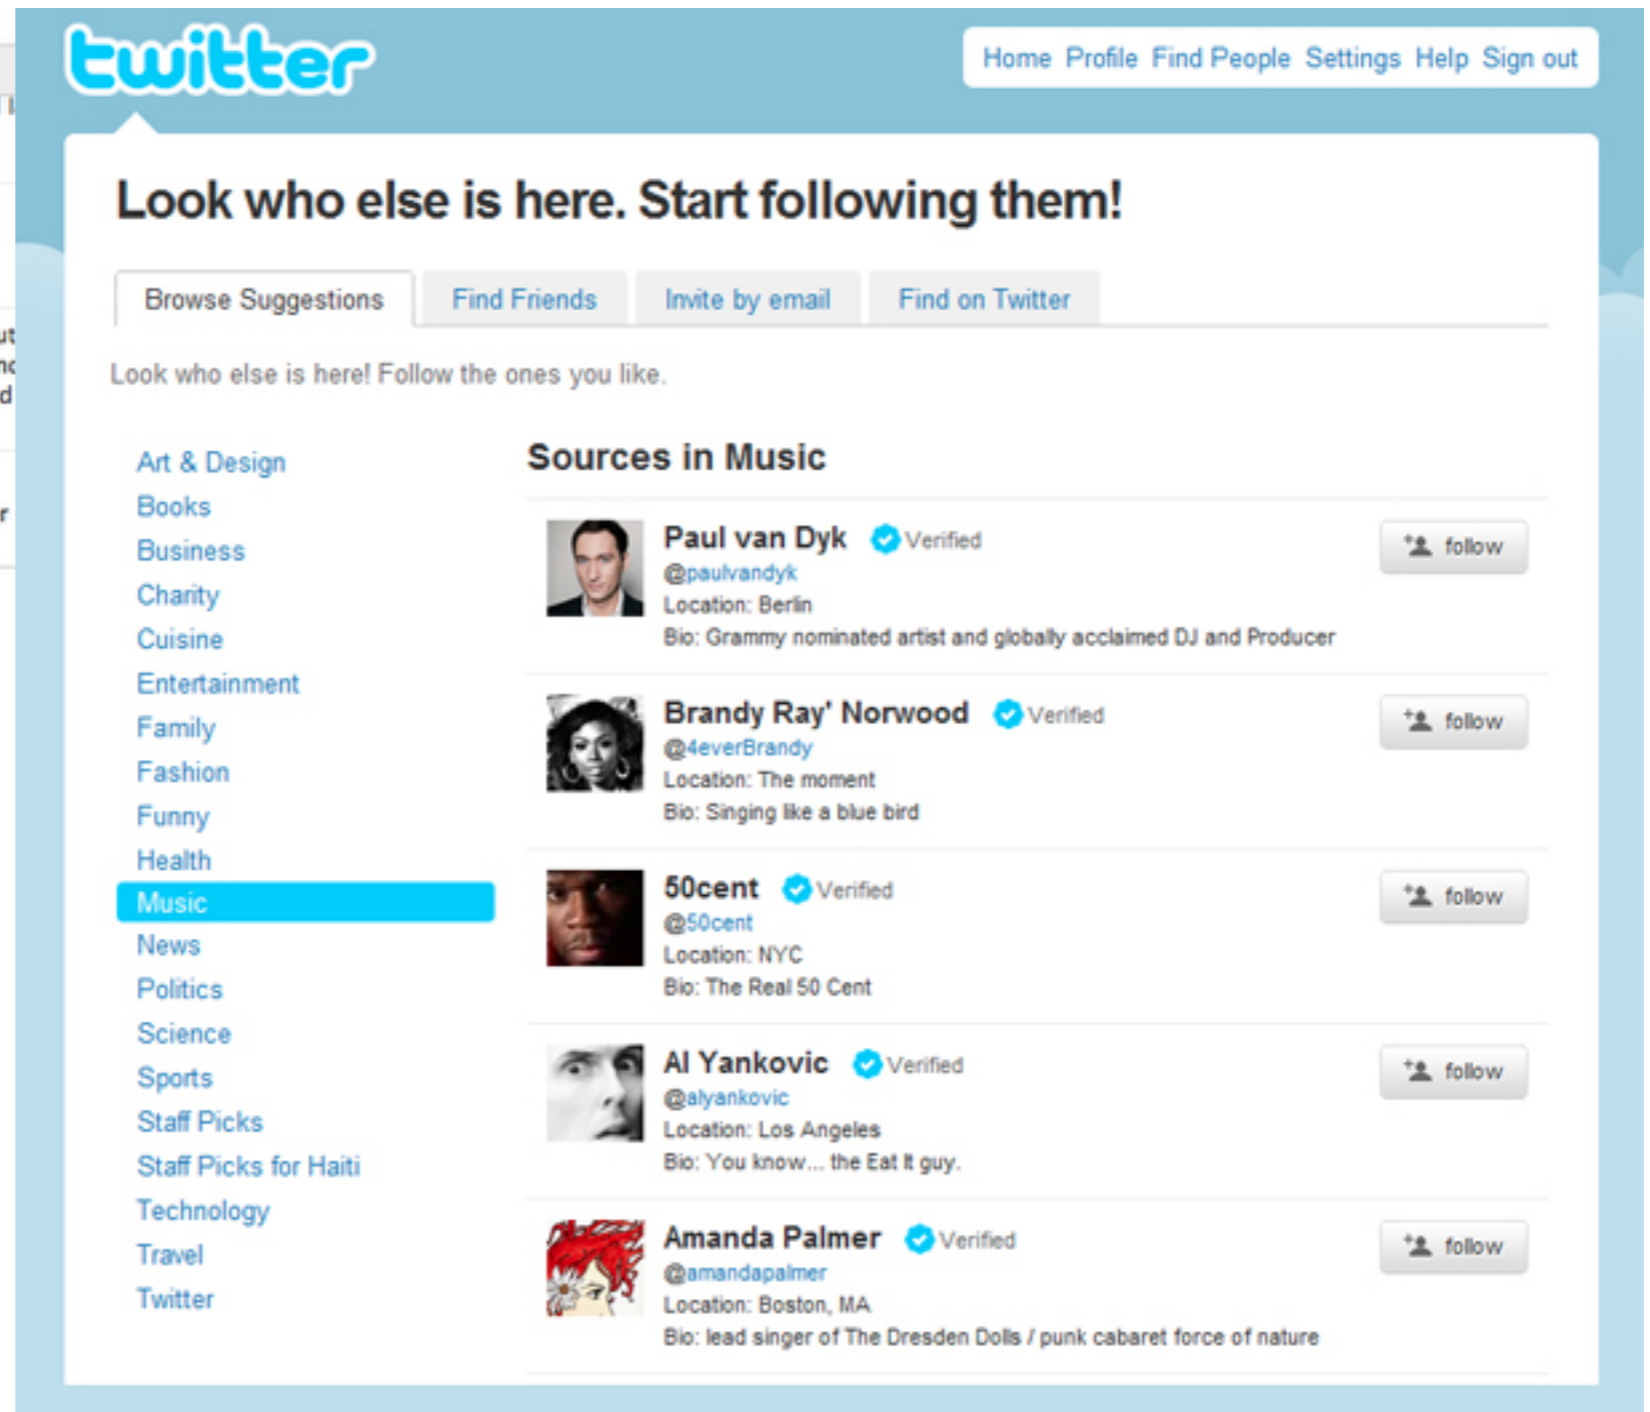 twitter
Home Profile Find People Settings Help Sign out
Look who else is here. Start following them!
Browse Suggestions Find Friends Invite by email Find on Twitter
Look who else is here! Follow the ones you like.
Art & Design
Books
Business
Charity
Cuisine
Entertainment
Family
Fashion
Funny
Health
Music
News
Politics
Science
Sports
Staff Picks
Staff Picks for Haiti
Technology
Travel
Twitter
Sources in Music
Paul van Dyk Verified
follow
@paulvandyk
Location: Berlin
Bio: Grammy nominated artist and globally acclaimed DJ and Producer
Brandy Ray' Norwood Verified
follow
@4everBrandy
Location: The moment
Bio: Singing like a blue bird
50cent Verified
follow
@50cent
Location: NYC
Bio: The Real 50 Cent
Al Yankovic Verified
follow
@alyankovic
Location: Los Angeles
Bio: You know... the Eat It guy.
Amanda Palmer Verified
follow
@amandapalmer
Location: Boston, MA
Bio: lead singer of The Dresden Dolls / punk cabaret force of nature